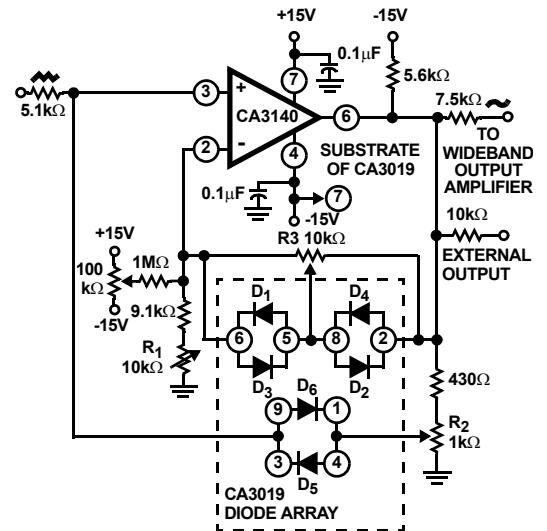 +15V
-15V
0.1μF
5.6kΩ
7
5.1kΩ
3
+
CA3140
6
7.5kΩ
TO
WIDEBAND
OUTPUT
AMPLIFIER
2
-
4
SUBSTRATE
OF CA3019
0.1μF
7
-15V
R3 10kΩ
10kΩ
EXTERNAL
OUTPUT
+15V
100
kΩ
1MΩ
-15V
9.1kΩ
R1
10kΩ
D1
D4
6
5
8
2
D3
D2
D6
9
1
3
4
D5
430Ω
R2
1kΩ
CA3019
DIODE ARRAY